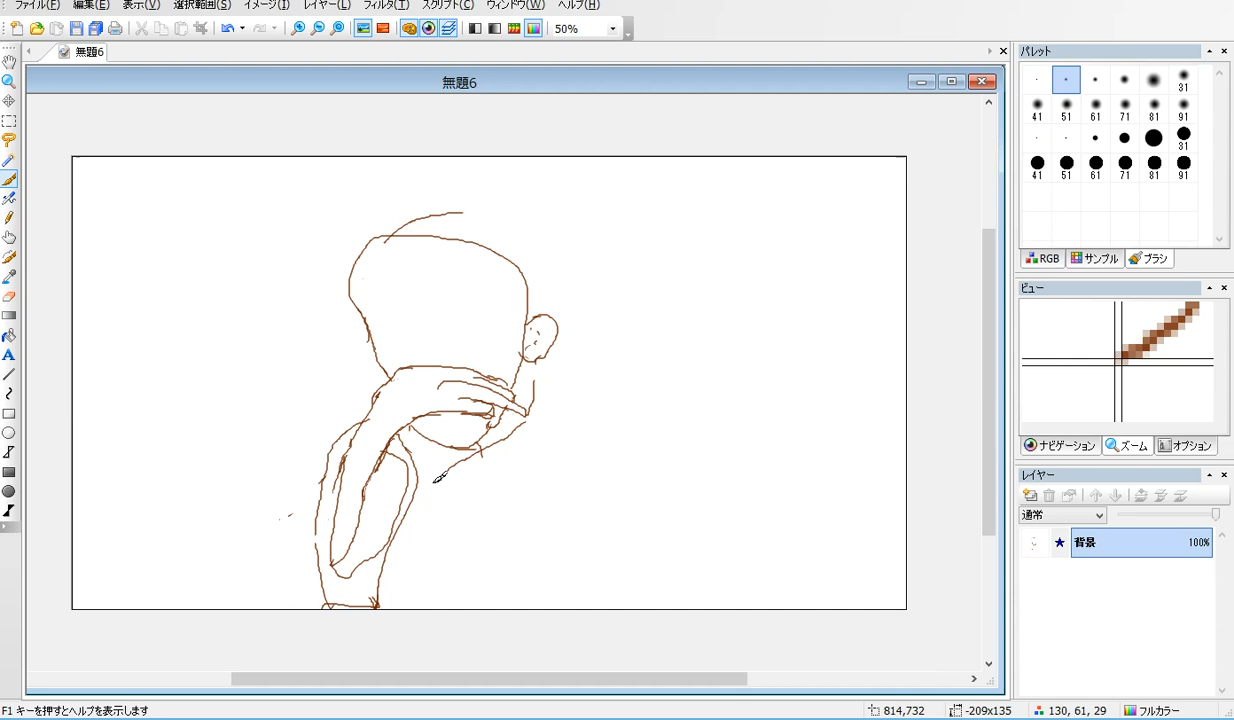 ファイル(F) 編集(E) 表示(V) 選択範囲(S) イメージ(I) レイヤー(L) フィルタ(T) スクリプト(C) ウィンドウ(W) ヘルプ(H)
50%
無題6
無題6
パレット
31
41 51 61 71 81 91
31
41 51 61 71 81 91
RGB サンプル ブラシ
ビュー
ナビゲーション ズーム オプション
レイヤー
通常
背景 100%
F1 キーを押すとヘルプを表示します
814,732 -209x135 130, 61, 29 フルカラー